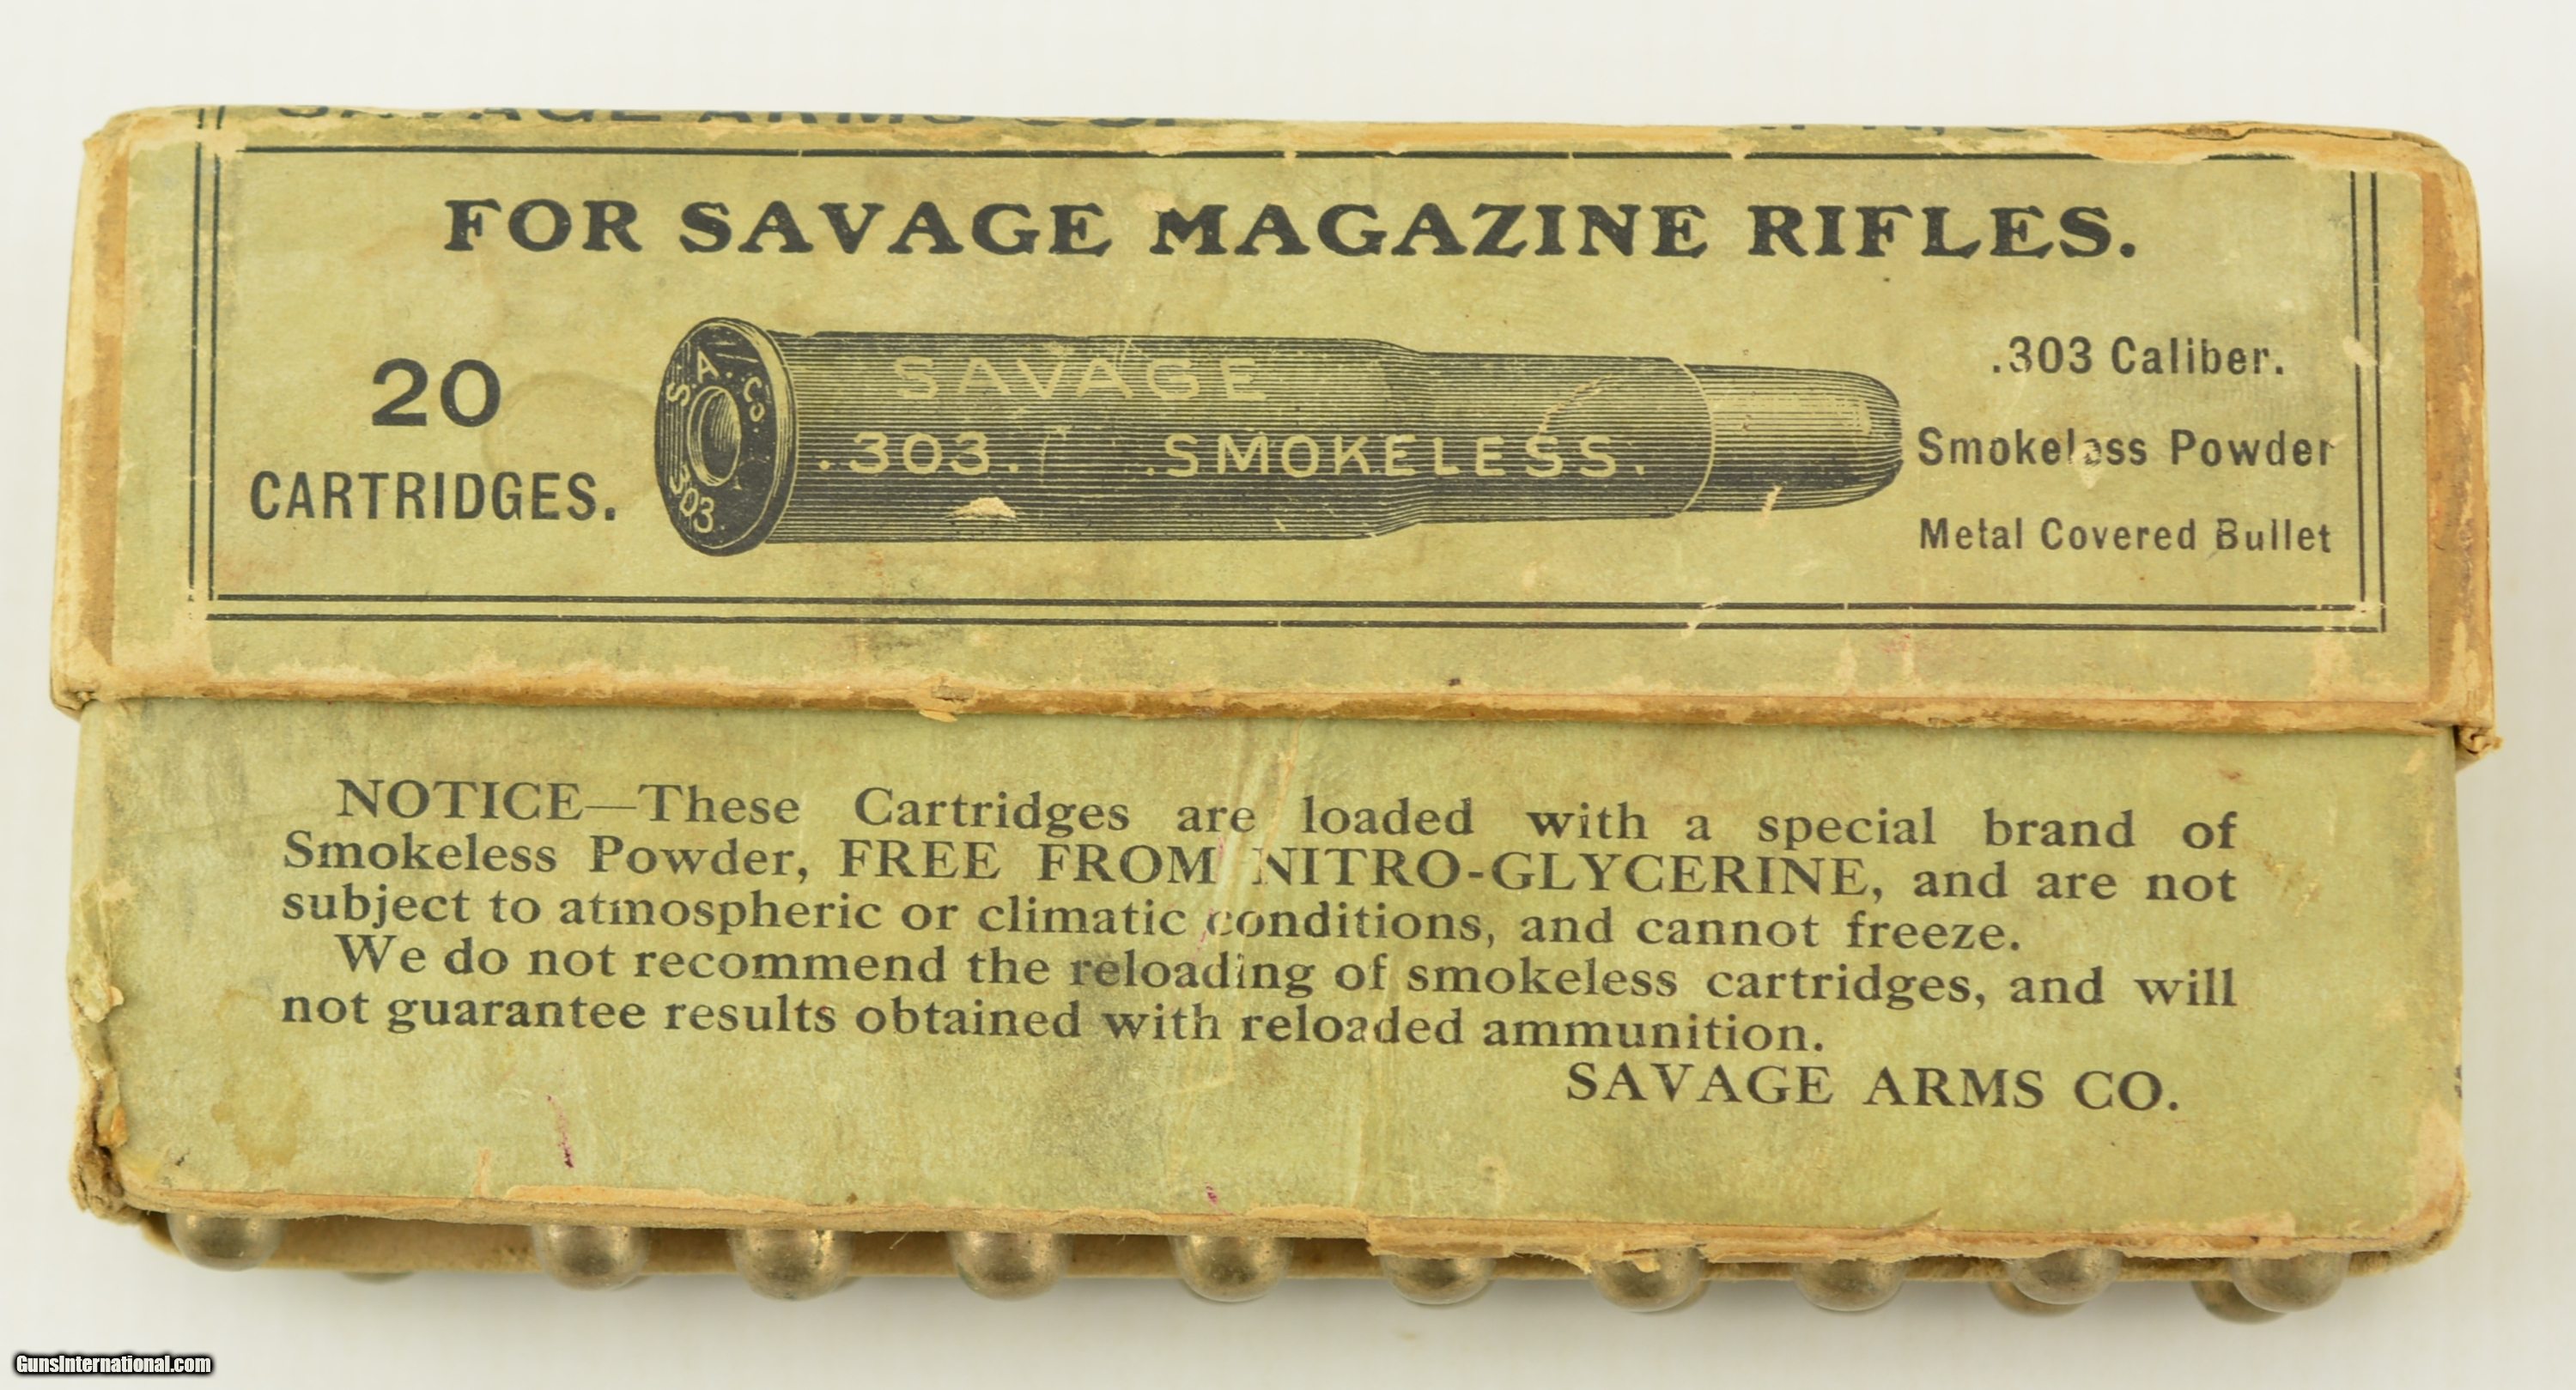 SAVAGE ARMS CO.
FOR SAVAGE MAGAZINE RIFLES.
20
CARTRIDGES.
S.A.Co.
303.
SAVAGE
.303. SMOKELESS.
.303 Caliber.
Smokeless Powder
Metal Covered Bullet
NOTICE—These Cartridges are loaded with a special brand of
Smokeless Powder, FREE FROM NITRO-GLYCERINE, and are not
subject to atmospheric or climatic conditions, and cannot freeze.
We do not recommend the reloading of smokeless cartridges, and will
not guarantee results obtained with reloaded ammunition.
SAVAGE ARMS CO.
GunsInternational.com